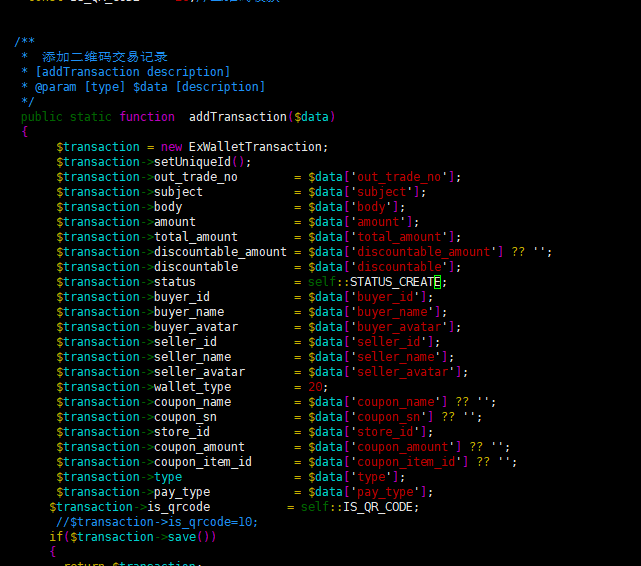 /**
 *  添加二维码交易记录
 * [addTransaction description]
 * @param [type] $data [description]
 */
public static function  addTransaction($data)
{
$transaction = new ExWalletTransaction;
$transaction->setUniqueId();
$transaction->out_trade_no        = $data['out_trade_no'];
$transaction->subject             = $data['subject'];
$transaction->body                = $data['body'];
$transaction->amount              = $data['amount'];
$transaction->total_amount        = $data['total_amount'];
$transaction->discountable_amount = $data['discountable_amount'] ?? '';
$transaction->discountable        = $data['discountable'];
$transaction->status              = self::STATUS_CREATE;
$transaction->buyer_id            = $data['buyer_id'];
$transaction->buyer_name          = $data['buyer_name'];
$transaction->buyer_avatar        = $data['buyer_avatar'];
$transaction->seller_id           = $data['seller_id'];
$transaction->seller_name         = $data['seller_name'];
$transaction->seller_avatar       = $data['seller_avatar'];
$transaction->wallet_type         = 20;
$transaction->coupon_name         = $data['coupon_name'] ?? '';
$transaction->coupon_sn           = $data['coupon_sn'] ?? '';
$transaction->store_id            = $data['store_id'];
$transaction->coupon_amount       = $data['coupon_amount'] ?? '';
$transaction->coupon_item_id      = $data['coupon_item_id'] ?? '';
$transaction->type                = $data['type'];
$transaction->pay_type            = $data['pay_type'];
$transaction->is_qrcode          = self::IS_QR_CODE;
//$transaction->is_qrcode=10;
if($transaction->save())
{
return $transaction;